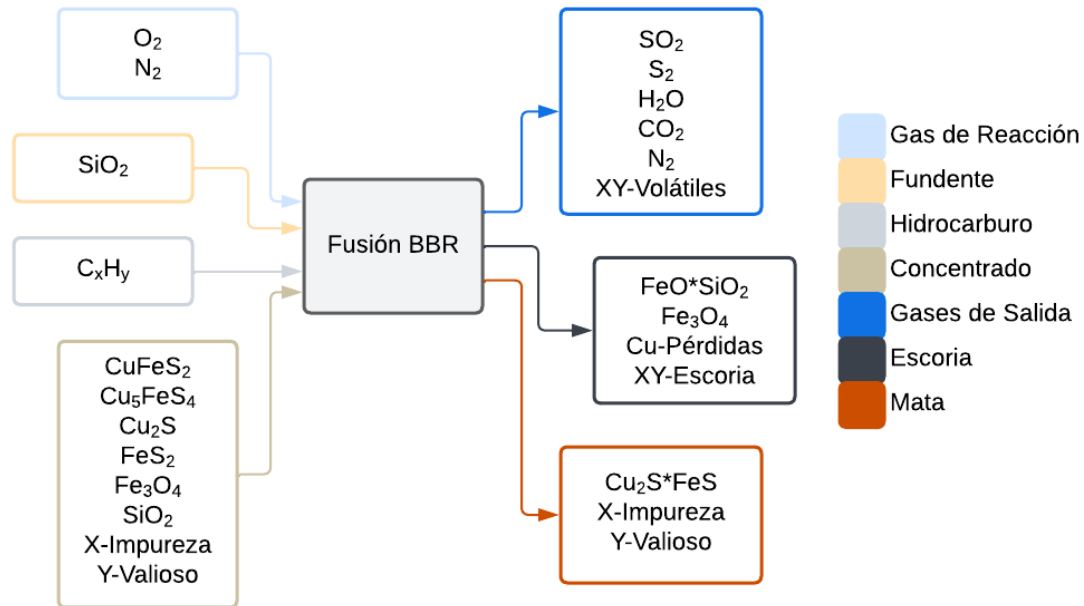 O₂
N₂
SiO₂
CₓHᵧ
CuFeS₂
Cu₅FeS₄
Cu₂S
FeS₂
Fe₃O₄
SiO₂
X-Impureza
Y-Valioso
Fusión BBR
SO₂
S₂
H₂O
CO₂
N₂
XY-Volátiles
FeO*SiO₂
Fe₃O₄
Cu-Pérdidas
XY-Escoria
Cu₂S*FeS
X-Impureza
Y-Valioso
Gas de Reacción
Fundente
Hidrocarburo
Concentrado
Gases de Salida
Escoria
Mata